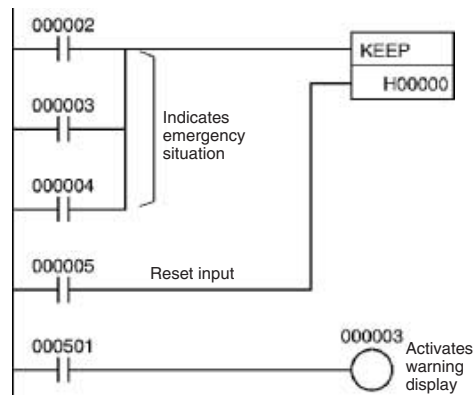 000002
KEEP
H00000
000003
Indicates
emergency
situation
000004
000005
Reset input
000501
000003
Activates
warning
display